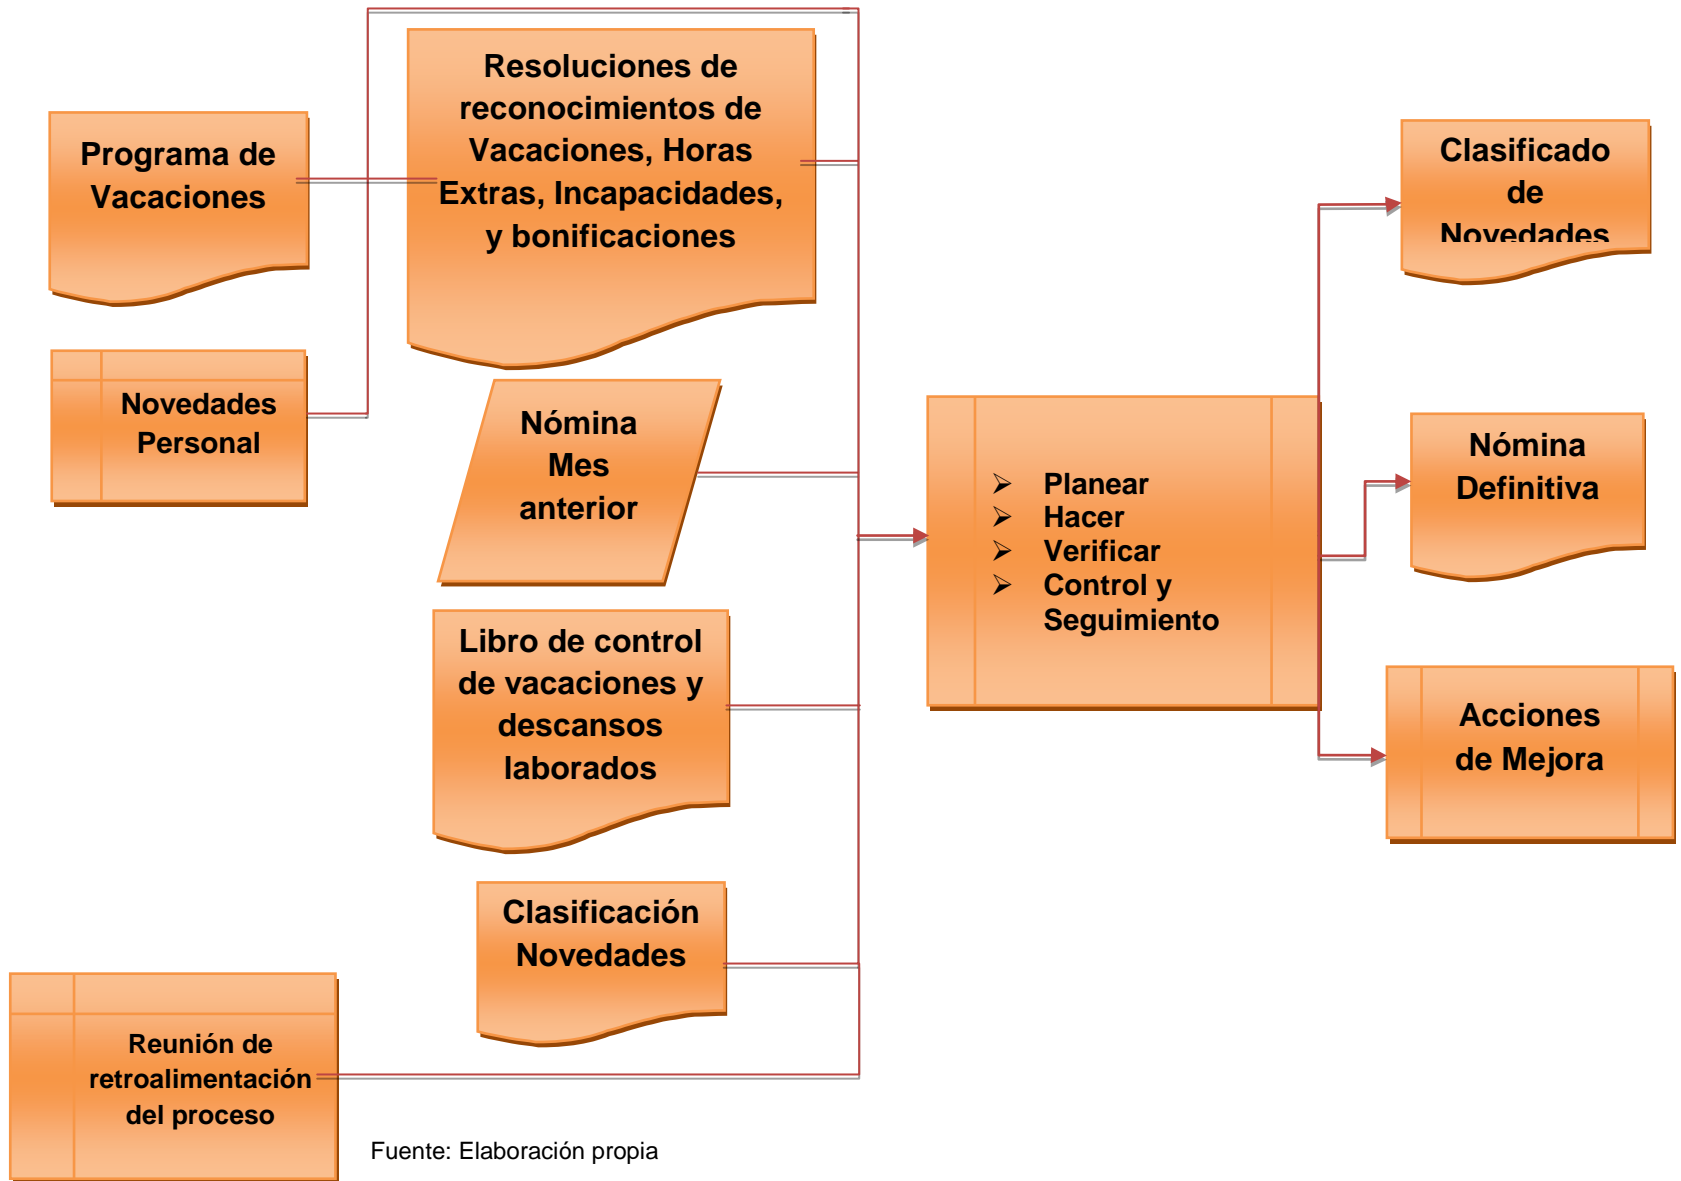 Programa de
Vacaciones
Resoluciones de
reconocimientos de
Vacaciones, Horas
Extras, Incapacidades,
y bonificaciones
Novedades
Personal
Nómina
Mes
anterior
Libro de control
de vacaciones y
descansos
laborados
Clasificación
Novedades
Reunión de
retroalimentación
del proceso
➢ Planear
➢ Hacer
➢ Verificar
➢ Control y
Seguimiento
Clasificado
de
Novedades
Nómina
Definitiva
Acciones
de Mejora
Fuente: Elaboración propia